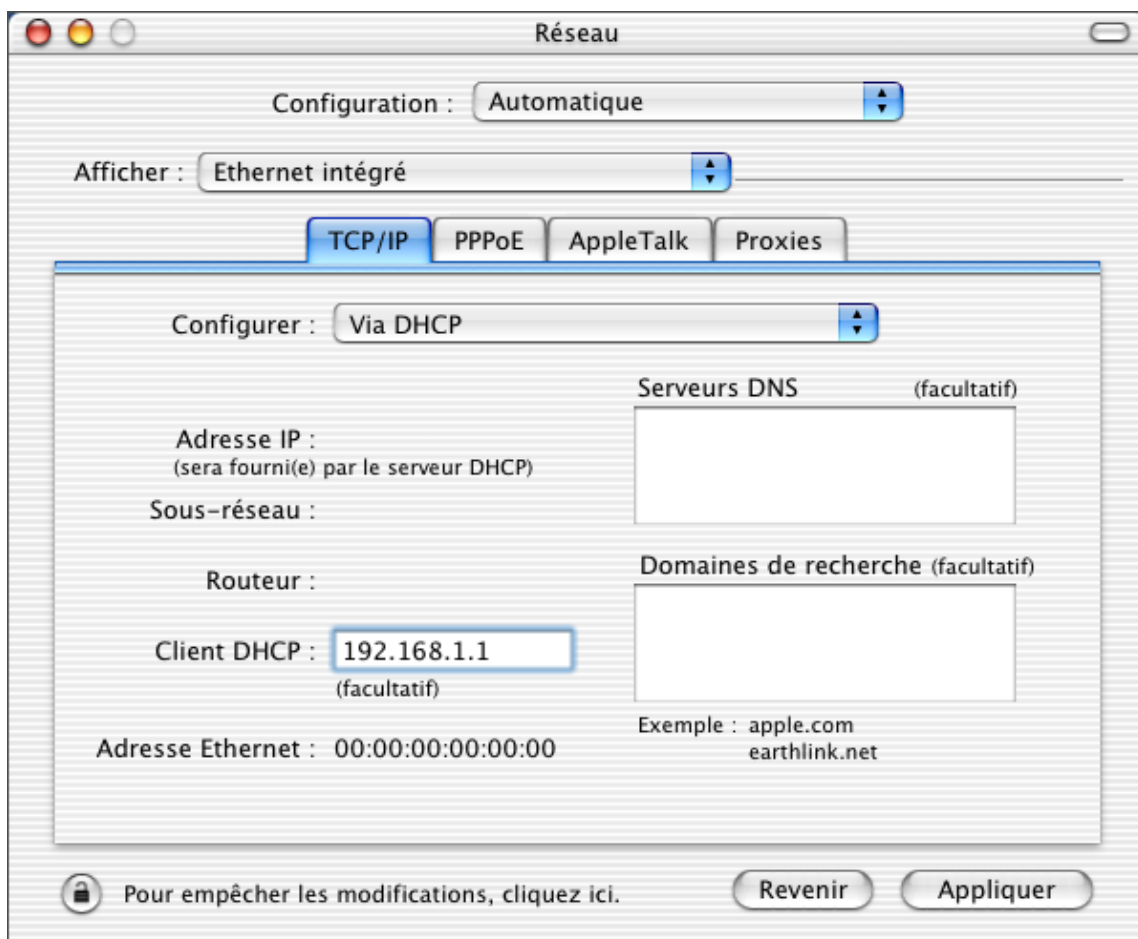 Réseau
Configuration : Automatique
Afficher : Ethernet intégré
TCP/IP PPPoE AppleTalk Proxies
Configurer : Via DHCP
Serveurs DNS (facultatif)
Adresse IP :
(sera fourni(e) par le serveur DHCP)
Sous-réseau :
Domaines de recherche (facultatif)
Routeur :
Client DHCP : 192.168.1.1
(facultatif)
Exemple : apple.com
earthlink.net
Adresse Ethernet : 00:00:00:00:00:00
Pour empêcher les modifications, cliquez ici.
Revenir Appliquer